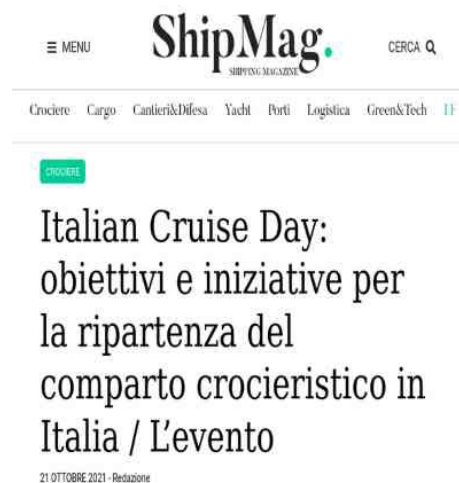 ≡ MENU
ShipMag.
SHIPPING MAGAZINE
CERCA
Crociere Cargo Cantieri&Difesa Yacht Porti Logistica Green&Tech
CROCIERE
Italian Cruise Day:
obiettivi e iniziative per
la ripartenza del
comparto crocieristico in
Italia / L’evento
21 OTTOBRE 2021 - Redazione